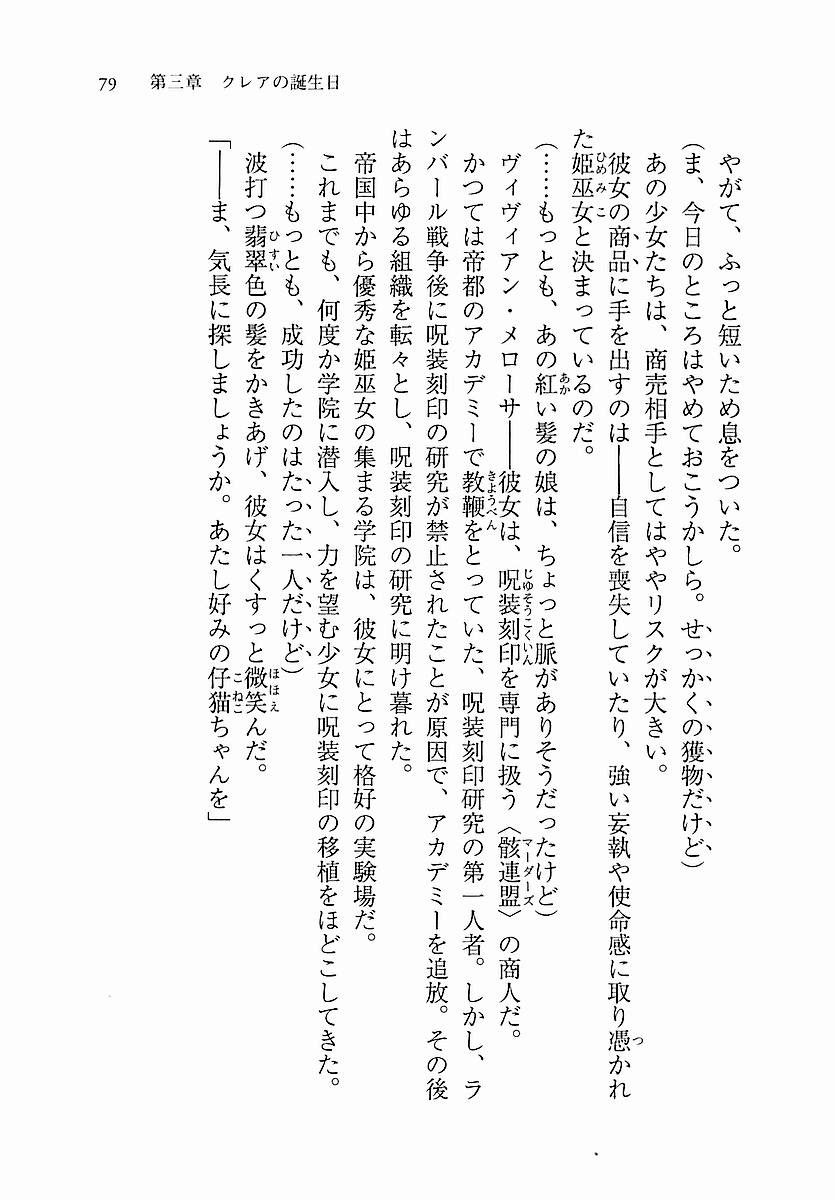 79　第三章　クレアの誕生日
やがて、ふっと短いため息をついた。
（ま、今日のところはやめておこうかしら。せっかくの獲物だけど）
あの少女たちは、商売相手としてはややリスクが大きい。
彼女の商品に手を出すのは――自信を喪失していたり、強い妄執や使命感に取り憑かれ
た姫巫女と決まっているのだ。
（……もっとも、あの紅い髪の娘は、ちょっと脈がありそうだったけど）
ヴィヴィアン・メローサ――彼女は、呪装刻印を専門に扱う〈骸連盟〉の商人だ。
かつては帝都のアカデミーで教鞭をとっていた、呪装刻印研究の第一人者。しかし、ラ
ンバール戦争後に呪装刻印の研究が禁止されたことが原因で、アカデミーを追放。その後
はあらゆる組織を転々とし、呪装刻印の研究に明け暮れた。
帝国中から優秀な姫巫女の集まる学院は、彼女にとって格好の実験場だ。
これまでも、何度か学院に潜入し、力を望む少女に呪装刻印の移植をほどこしてきた。
（……もっとも、成功したのはたった一人だけど）
波打つ翡翠色の髪をかきあげ、彼女はくすっと微笑んだ。
「――ま、気長に探しましょうか。あたし好みの仔猫ちゃんを」